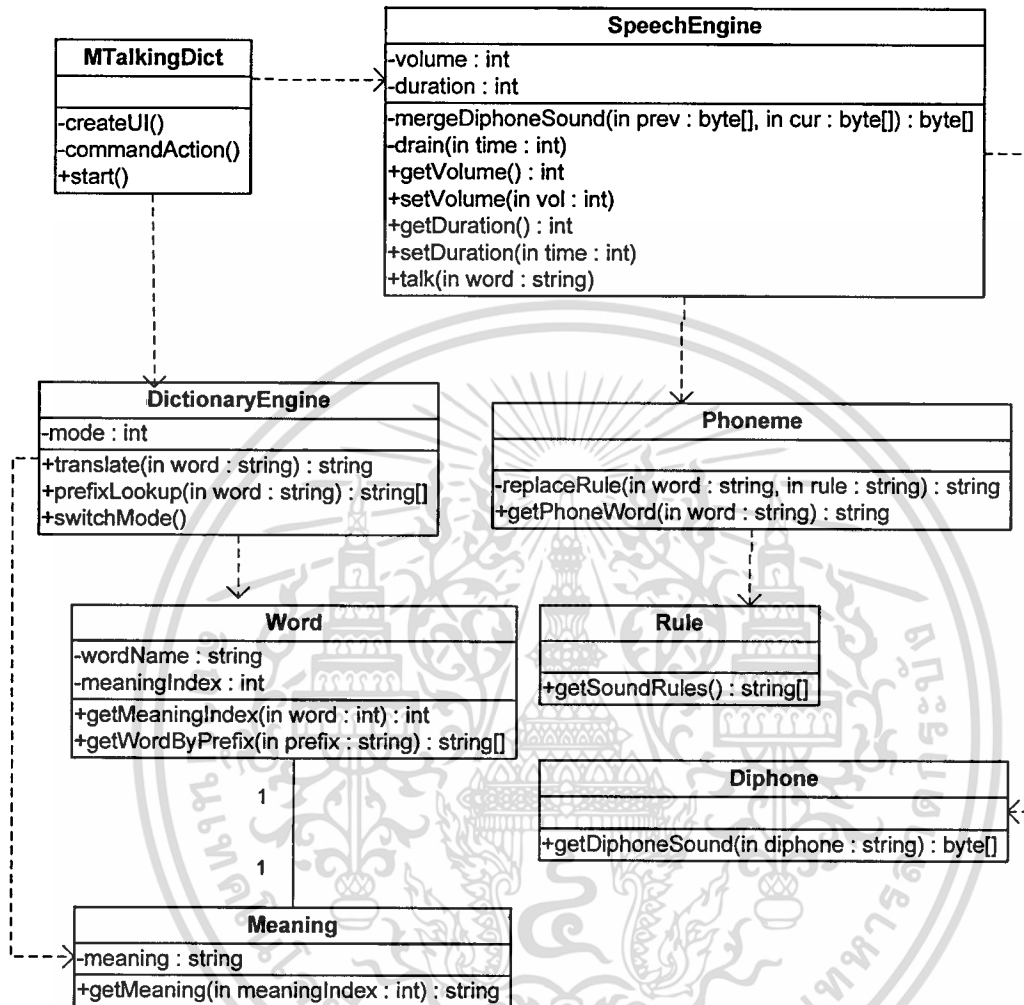 MTalkingDict
-createUI()
-commandAction()
+start()
SpeechEngine
-volume : int
-duration : int
-mergeDiphoneSound(in prev : byte[], in cur : byte[]) : byte[]
-drain(in time : int)
+getVolume() : int
+setVolume(in vol : int)
+getDuration() : int
+setDuration(in time : int)
+talk(in word : string)
DictionaryEngine
-mode : int
+translate(in word : string) : string
+prefixLookup(in word : string) : string[]
+switchMode()
Phoneme
-replaceRule(in word : string, in rule : string) : string
+getPhoneWord(in word : string) : string
Word
-wordName : string
-meaningIndex : int
+getMeaningIndex(in word : int) : int
+getWordByPrefix(in prefix : string) : string[]
Rule
+getSoundRules() : string[]
1
1
Diphone
+getDiphoneSound(in diphone : string) : byte[]
Meaning
-meaning : string
+getMeaning(in meaningIndex : int) : string